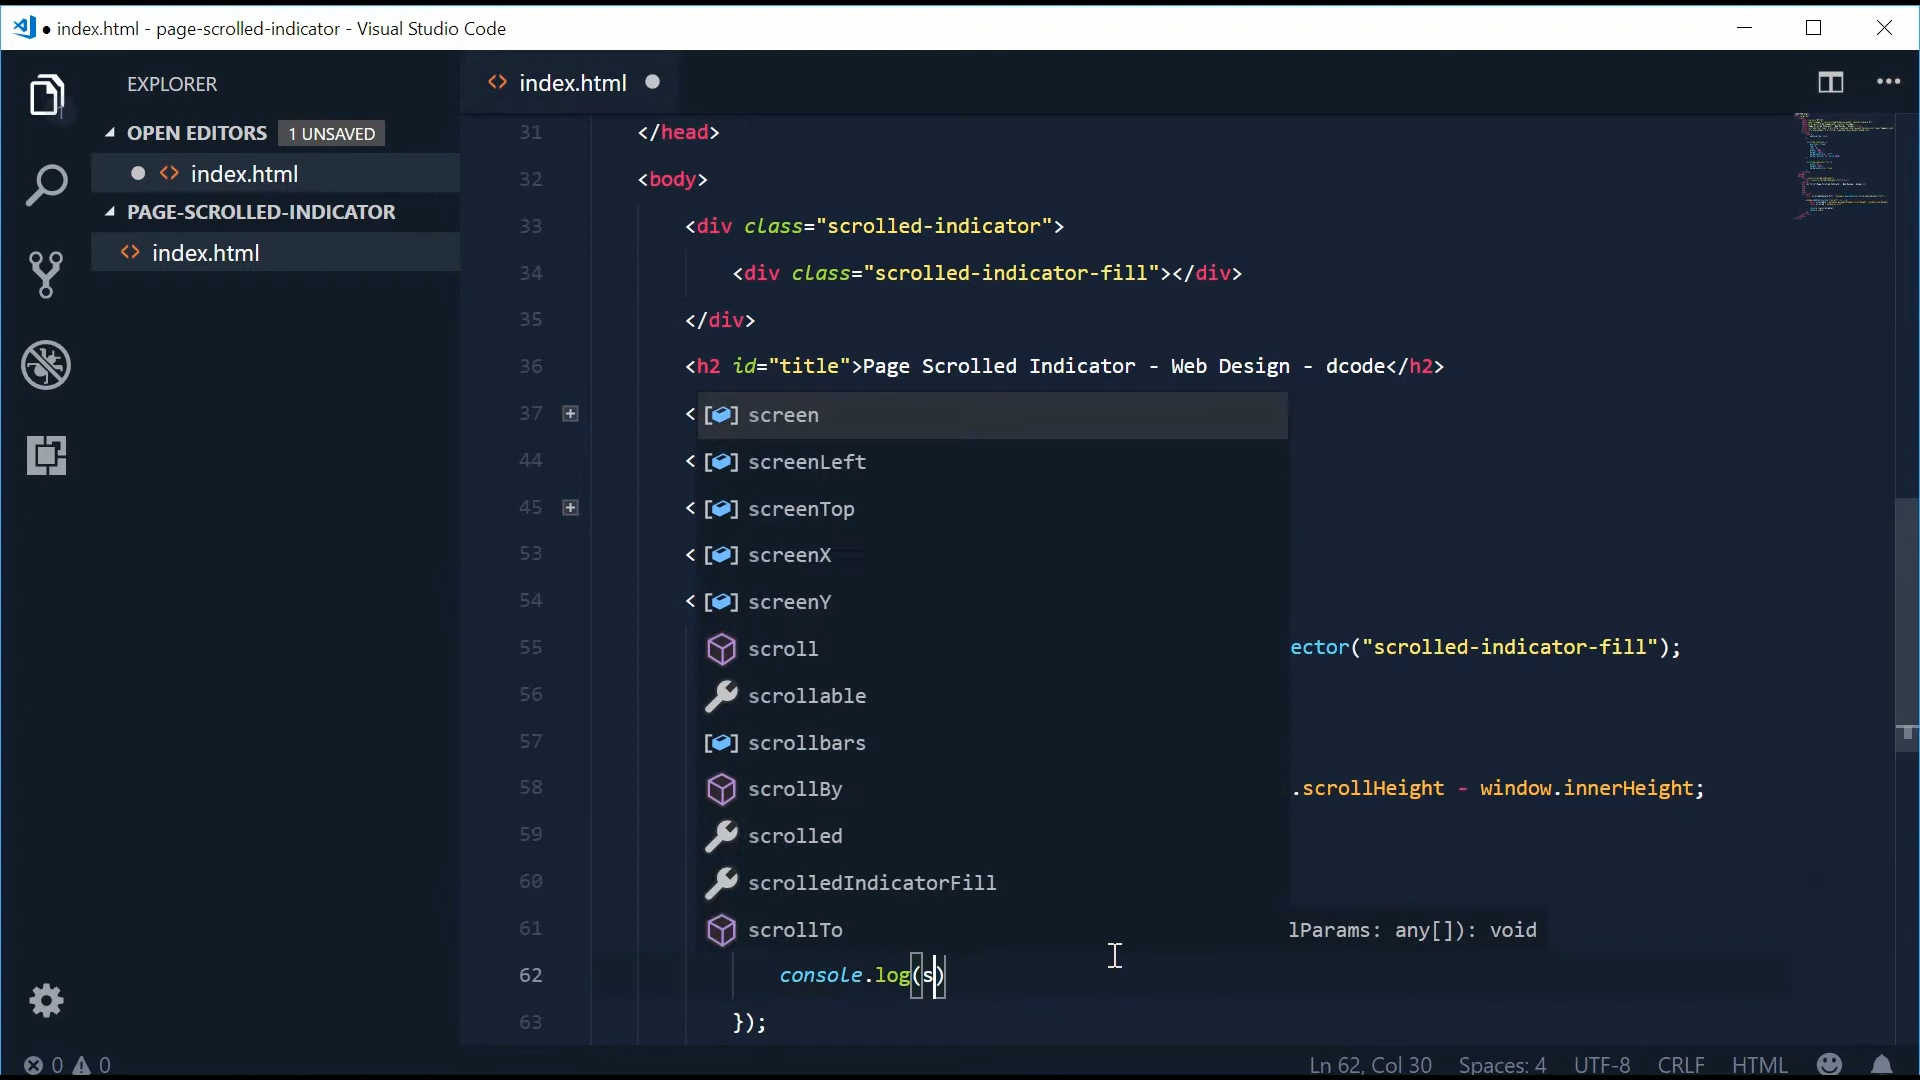 ● index.html - page-scrolled-indicator - Visual Studio Code
EXPLORER
OPEN EDITORS 1 UNSAVED
index.html
PAGE-SCROLLED-INDICATOR
index.html
index.html
31 </head>
32 <body>
33 <div class="scrolled-indicator">
34 <div class="scrolled-indicator-fill"></div>
35 </div>
36 <h2 id="title">Page Scrolled Indicator - Web Design - dcode</h2>
37 < screen
44 < screenLeft
45 < screenTop
53 < screenX
54 < screenY
55 scroll ector("scrolled-indicator-fill");
56 scrollable
57 scrollbars
58 scrollBy .scrollHeight - window.innerHeight;
59 scrolled
60 scrolledIndicatorFill
61 scrollTo lParams: any[]): void
62 console.log(s)
63 });
0 0 Ln 62, Col 30 Spaces: 4 UTF-8 CRLF HTML